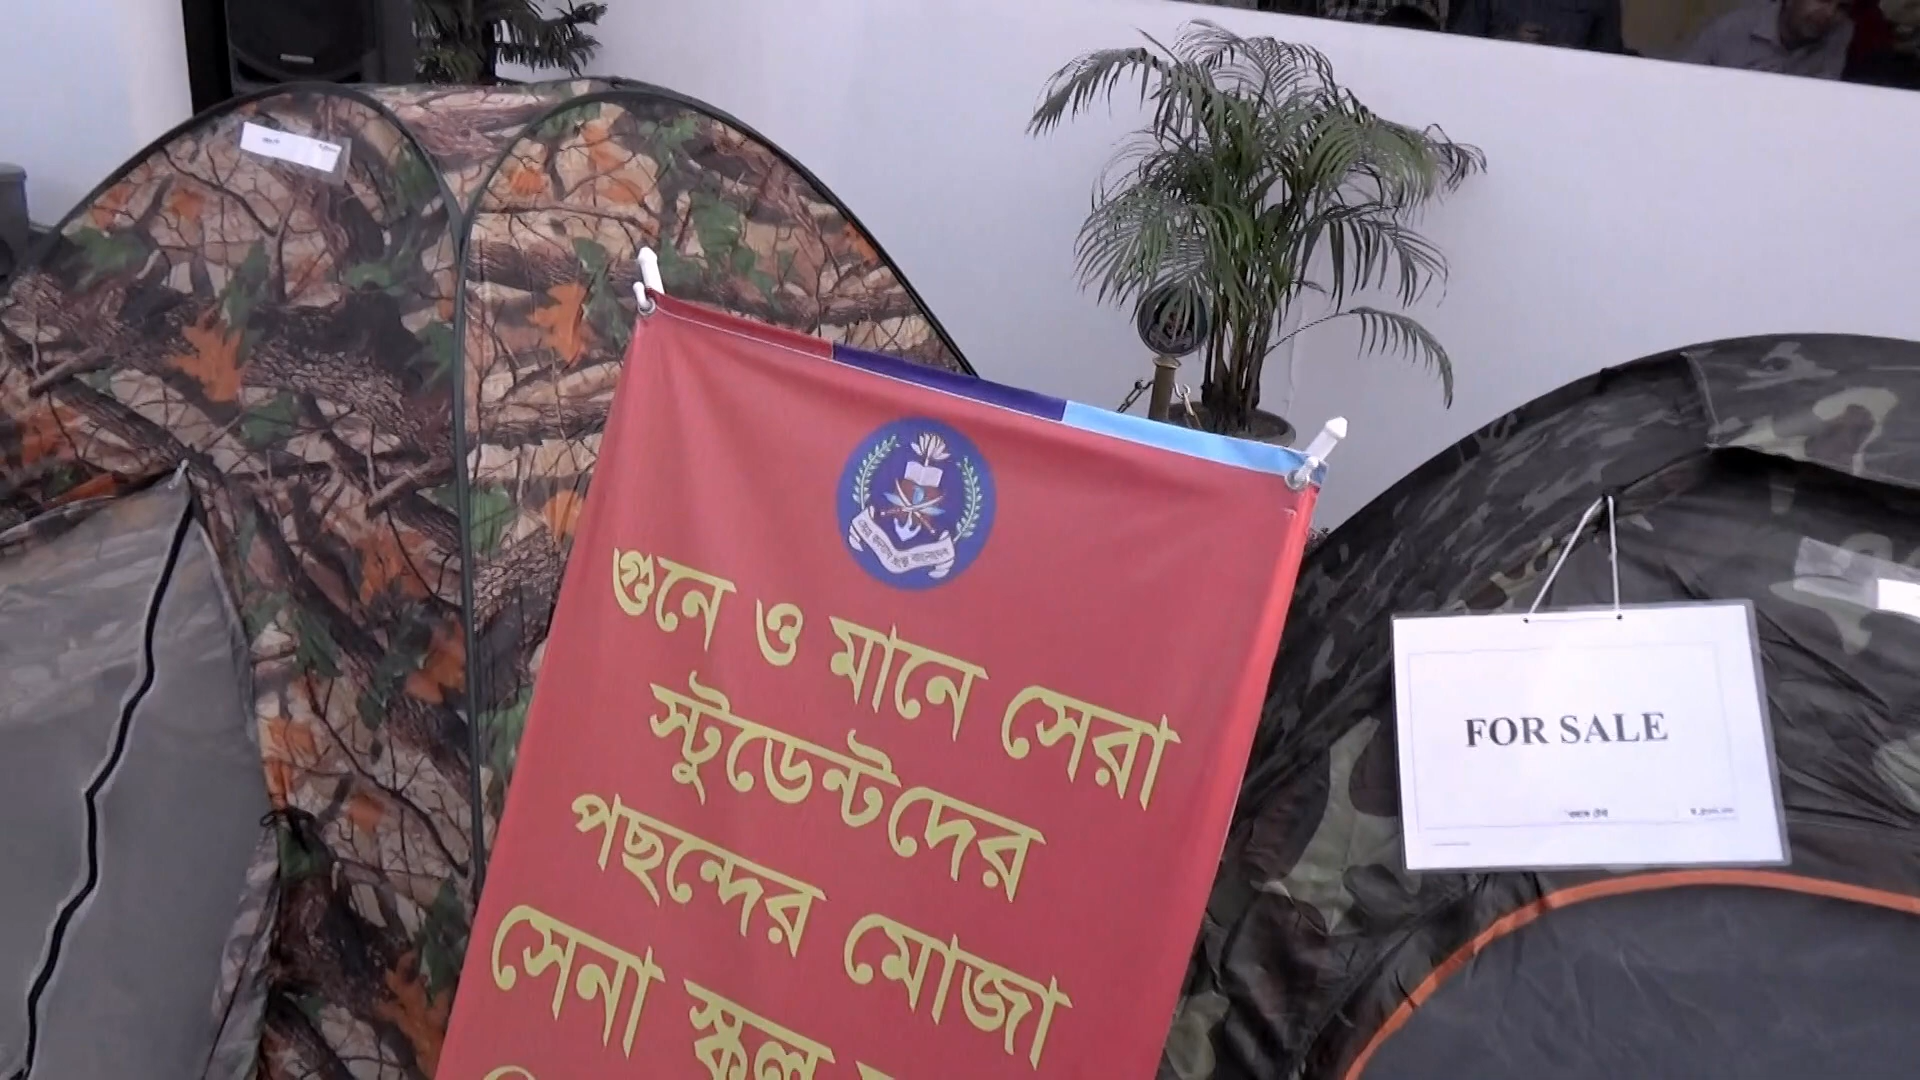 গুনে ও মানে সেরা
স্টুডেন্টদের
পছন্দের মোজা
সেনা স্কুল
FOR SALE